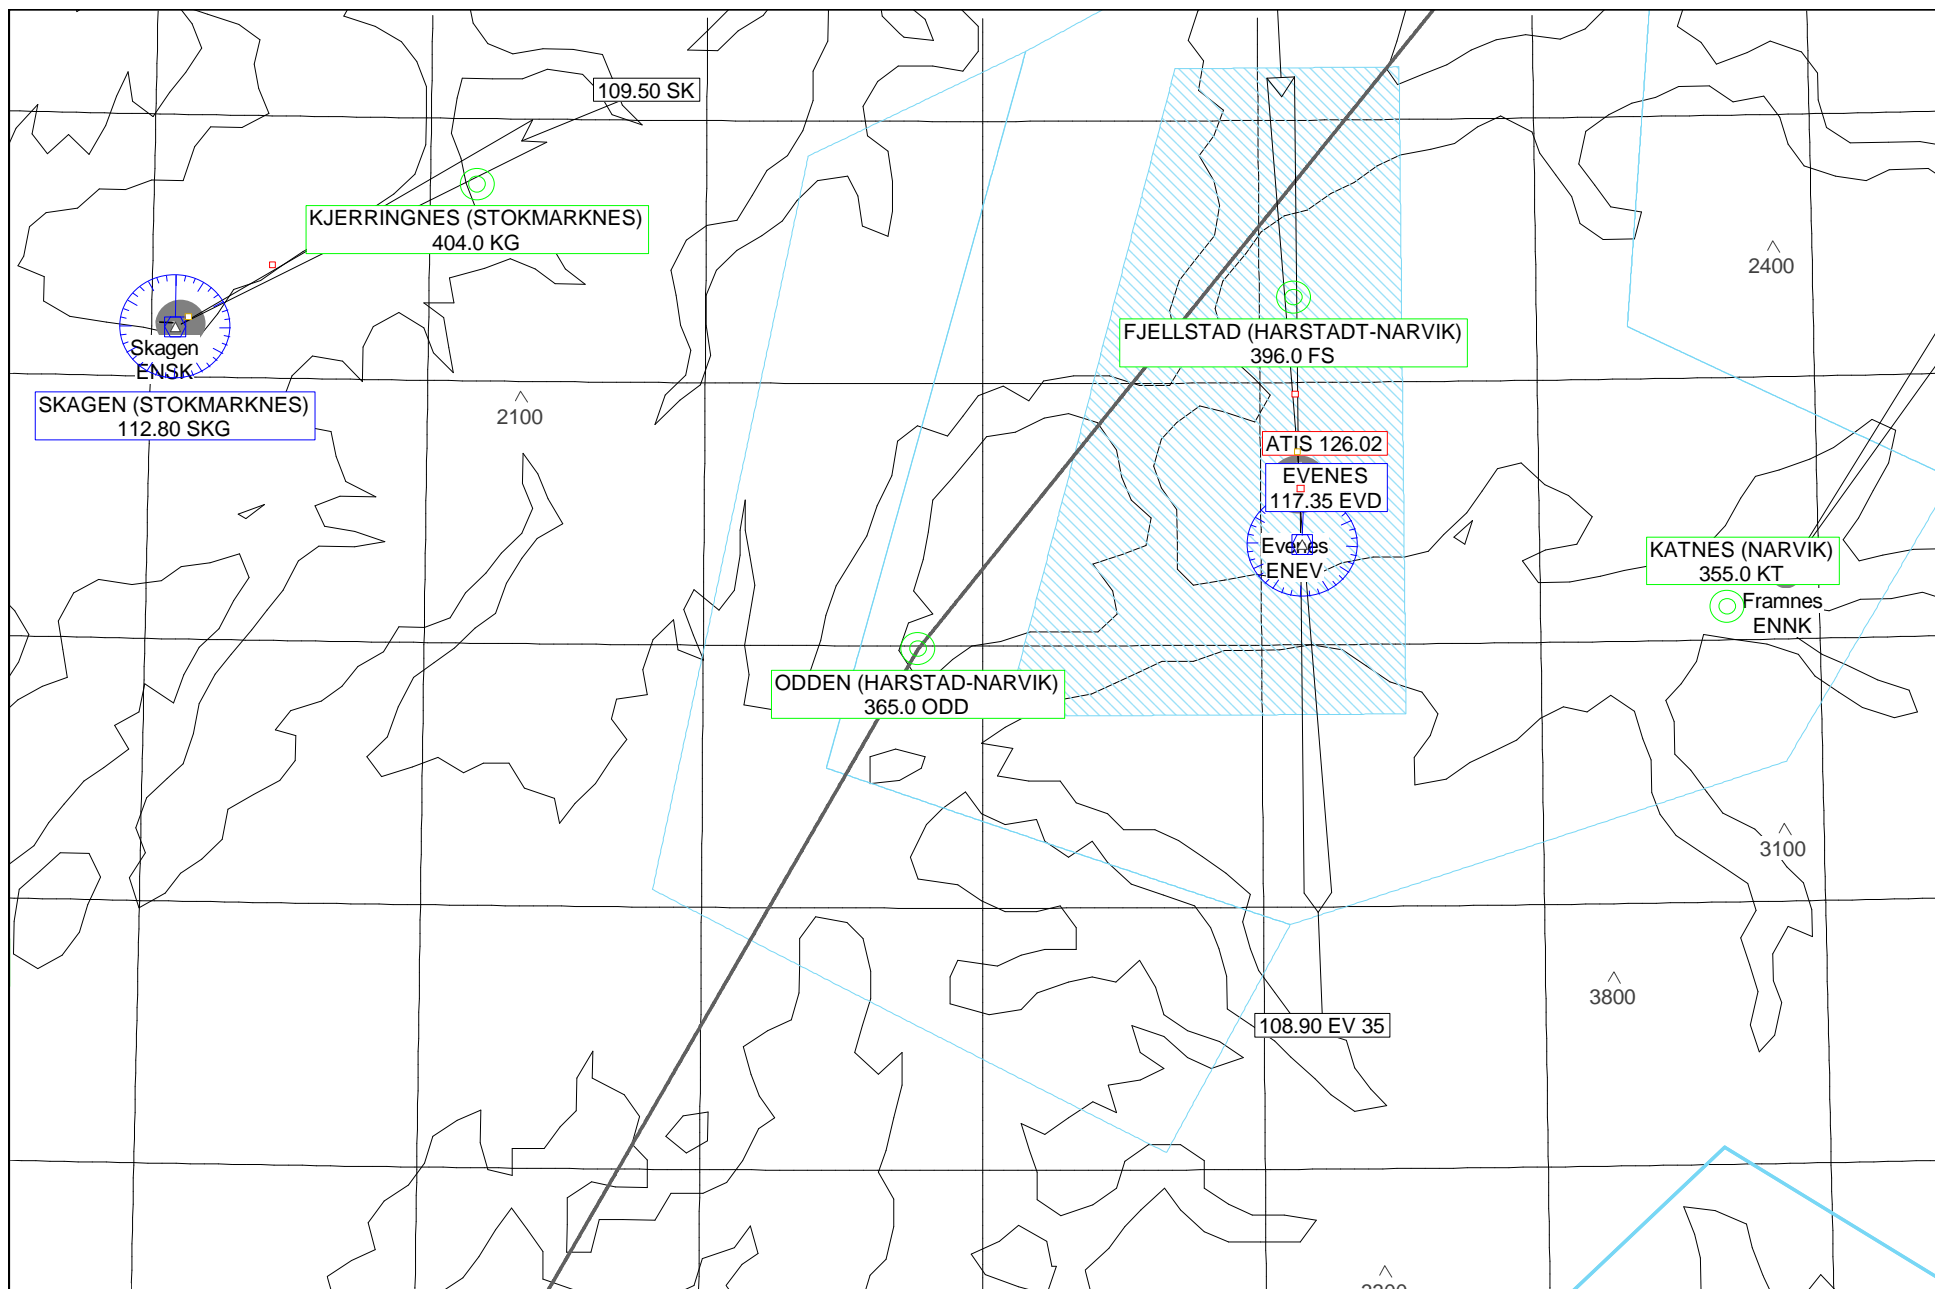 109.50 SK
KJERRINGNES (STOKMARKNES)
404.0 KG
2400
Skagen
ENSK
FJELLSTAD (HARSTADT-NARVIK)
396.0 FS
SKAGEN (STOKMARKNES)
112.80 SKG
2100
ATIS 126.02
EVENES
117.35 EVD
Evenes
ENEV
KATNES (NARVIK)
355.0 KT
Framnes
ENNK
ODDEN (HARSTAD-NARVIK)
365.0 ODD
3100
3800
108.90 EV 35